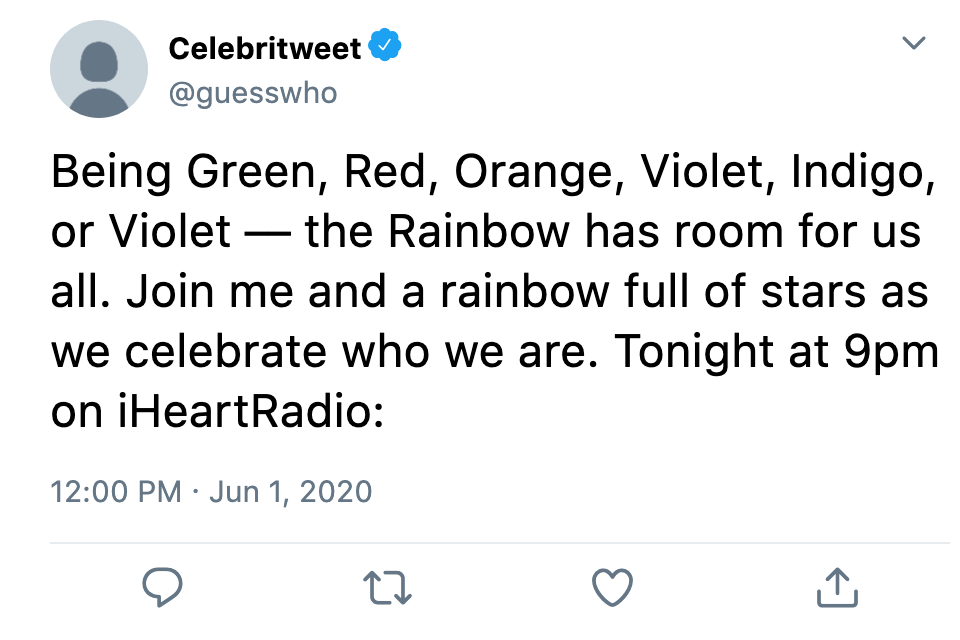 Celebritweet
@guesswho
Being Green, Red, Orange, Violet, Indigo,
or Violet — the Rainbow has room for us
all. Join me and a rainbow full of stars as
we celebrate who we are. Tonight at 9pm
on iHeartRadio:
12:00 PM · Jun 1, 2020